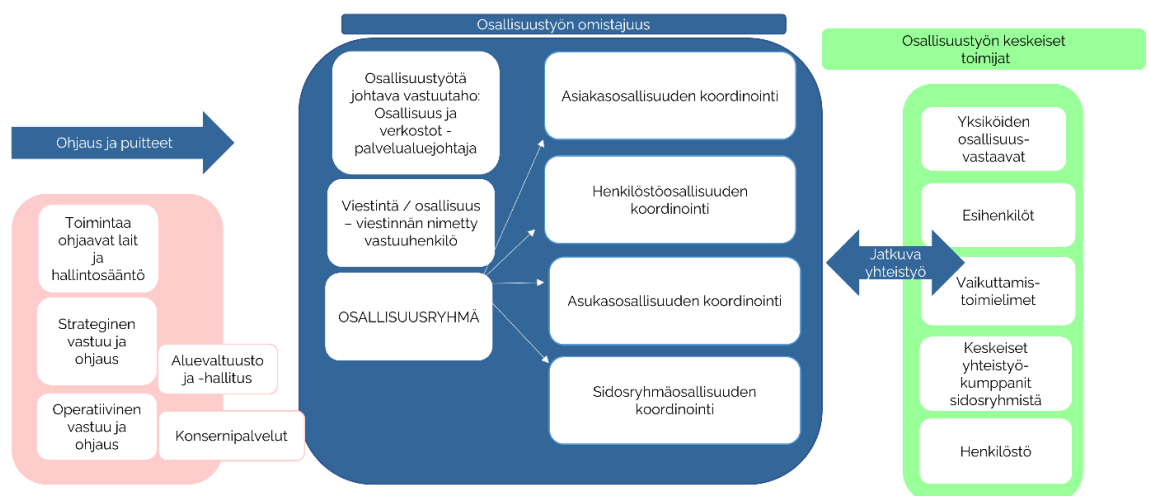 Osallisuustyön omistajuus
Osallisuustyön keskeiset
toimijat
Ohjaus ja puitteet
Toimintaa
ohjaavat lait
ja
hallintosääntö
Strateginen
vastuu ja
ohjaus
Aluevaltuusto
ja -hallitus
Operatiivinen
vastuu ja
ohjaus
Konsernipalvelut
Osallisuustyötä
johtava vastuutaho:
Osallisuus ja
verkostot -
palvelualuejohtaja
Viestintä / osallisuus
– viestinnän nimetty
vastuuhenkilö
OSALLISUUSRYHMÄ
Asiakasosallisuuden koordinointi
Henkilöstöosallisuuden
koordinointi
Asukasosallisuuden koordinointi
Sidosryhmäosallisuuden
koordinointi
Jatkuva
yhteistyö
Yksiköiden
osallisuus-
vastaavat
Esihenkilöt
Vaikuttamis-
toimielimet
Keskeiset
yhteistyö-
kumppanit
sidosryhmistä
Henkilöstö